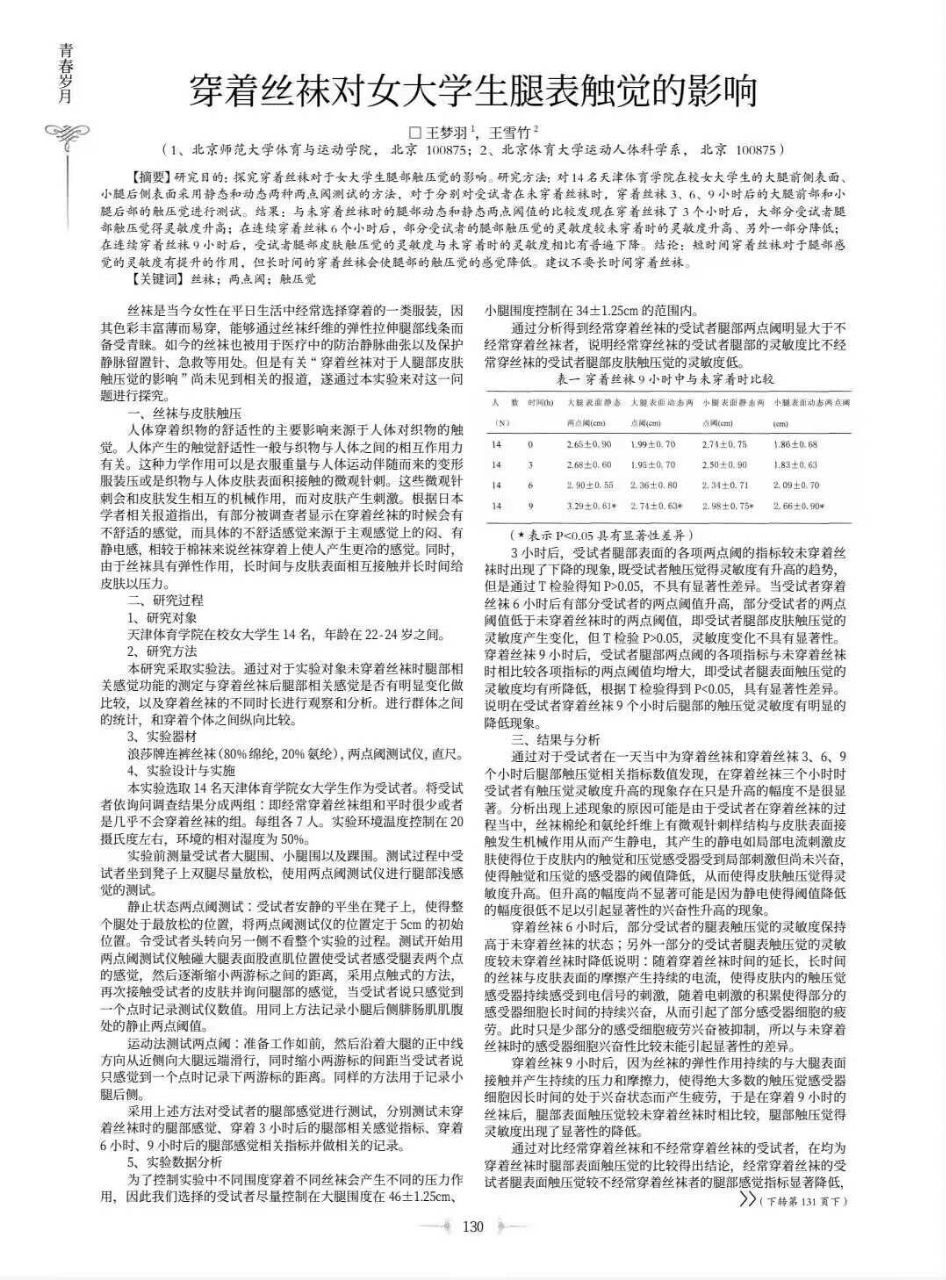 青春岁月
穿着丝袜对女大学生腿表触觉的影响
□ 王梦羽¹，王雪竹²
（1、北京师范大学体育与运动学院， 北京 100875；2、北京体育大学运动人体科学系， 北京 100875）
【摘要】研究目的：探究穿着丝袜对于女大学生腿部触压觉的影响。研究方法：对14名天津体育学院在校女大学生的大腿前侧表面、
小腿后侧表面采用静态和动态两种两点阈测试的方法，对于分别对受试者在未穿着丝袜时，穿着丝袜3、6、9小时后的大腿前部和小
腿后部的触压觉进行测试。结果：与未穿着丝袜时的腿部动态和静态两点阈值的比较发现在穿着丝袜了3个小时后，大部分受试者腿
部触压觉得灵敏度升高；在连续穿着丝袜6个小时后，部分受试者的腿部触压觉的灵敏度较未穿着时的灵敏度升高、另外一部分降低；
在连续穿着丝袜9小时后，受试者腿部皮肤触压觉的灵敏度与未穿着时的灵敏度相比有普遍下降。结论：短时间穿着丝袜对于腿部感
觉的灵敏度有提升的作用，但长时间的穿着丝袜会使腿部的触压觉的感觉降低。建议不要长时间穿着丝袜。
【关键词】丝袜；两点阈；触压觉
丝袜是当今女性在平日生活中经常选择穿着的一类服装，因
其色彩丰富薄而易穿，能够通过丝袜纤维的弹性拉伸腿部线条而
备受青睐。如今的丝袜也被用于医疗中的防治静脉曲张以及保护
静脉留置针、急救等用处。但是有关“穿着丝袜对于人腿部皮肤
触压觉的影响”尚未见到相关的报道，遂通过本实验来对这一问
题进行探究。
一、丝袜与皮肤触压
人体穿着织物的舒适性的主要影响来源于人体对织物的触
觉。人体产生的触觉舒适性一般与织物与人体之间的相互作用力
有关。这种力学作用可以是衣服重量与人体运动伴随而来的变形
服装压或是织物与人体皮肤表面积接触的微观针刺。这些微观针
刺会和皮肤发生相互的机械作用，而对皮肤产生刺激。根据日本
学者相关报道指出，有部分被调查者显示在穿着丝袜的时候会有
不舒适的感觉，而具体的不舒适感觉来源于主观感觉上的闷、有
静电感，相较于棉袜来说丝袜穿着上使人产生更冷的感觉。同时，
由于丝袜具有弹性作用，长时间与皮肤表面相互接触并长时间给
皮肤以压力。
二、研究过程
1、研究对象
天津体育学院在校女大学生14名，年龄在22-24岁之间。
2、研究方法
本研究采取实验法。通过对于实验对象未穿着丝袜时腿部相
关感觉功能的测定与穿着丝袜后腿部相关感觉是否有明显变化做
比较，以及穿着丝袜的不同时长进行观察和分析。进行群体之间
的统计，和穿着个体之间纵向比较。
3、实验器材
浪莎牌连裤丝袜（80%绵纶，20%氨纶），两点阈测试仪，直尺。
4、实验设计与实施
本实验选取14名天津体育学院女大学生作为受试者。将受试
者依询问调查结果分成两组：即经常穿着丝袜组和平时很少或者
是几乎不会穿着丝袜的组。每组各7人。实验环境温度控制在20
摄氏度左右，环境的相对湿度为50%。
实验前测量受试者大腿围、小腿围以及踝围。测试过程中受
试者坐到凳子上双腿尽量放松，使用两点阈测试仪进行腿部浅感
觉的测试。
静止状态两点阈测试：受试者安静的平坐在凳子上，使得整
个腿处于最放松的位置，将两点阈测试仪的位置定于5cm的初始
位置。令受试者头转向另一侧不看整个实验的过程。测试开始用
两点阈测试仪触碰大腿表面股直肌位置使受试者感受腿表两个点
的感觉，然后逐渐缩小两游标之间的距离，采用点触式的方法，
再次接触受试者的皮肤并询问腿部的感觉，当受试者说只感觉到
一个点时记录测试仪数值。用同上方法记录小腿后侧腓肠肌肌腹
处的静止两点阈值。
运动法测试两点阈：准备工作如前，然后沿着大腿的正中线
方向从近侧向大腿远端滑行，同时缩小两游标的间距当受试者说
只感觉到一个点时记录下两游标的距离。同样的方法用于记录小
腿后侧。
采用上述方法对受试者的腿部感觉进行测试，分别测试未穿
着丝袜时的腿部感觉、穿着3小时后的腿部相关感觉指标、穿着
6小时、9小时后的腿部感觉相关指标并做相关的记录。
5、实验数据分析
为了控制实验中不同围度穿着不同丝袜会产生不同的压力作
用，因此我们选择的受试者尽量控制在大腿围度在46±1.25cm、
小腿围度控制在34±1.25cm的范围内。
通过分析得到经常穿着丝袜的受试者腿部两点阈明显大于不
经常穿着丝袜者，说明经常穿丝袜的受试者腿部的灵敏度比不经
常穿丝袜的受试者腿部皮肤触压觉的灵敏度低。
表一 穿着丝袜9小时中与未穿着时比较
人 数 时间(h) 大腿表面静态 大腿表面动态两 小腿表面静态两 小腿表面动态两点阈
（N） 两点阈(cm) 点阈(cm) 点阈(cm) (cm)
14 0 2.65±0.90 1.99±0.70 2.74±0.75 1.86±0.68
14 3 2.68±0.60 1.95±0.70 2.50±0.90 1.83±0.63
14 6 2.90±0.55 2.36±0.80 2.34±0.71 2.09±0.70
14 9 3.29±0.61* 2.74±0.63* 2.98±0.75* 2.66±0.90*
（*表示P<0.05具有显著性差异）
3小时后，受试者腿部表面的各项两点阈的指标较未穿着丝
袜时出现了下降的现象，既受试者触压觉得灵敏度有升高的趋势，
但是通过T检验得知P>0.05，不具有显著性差异。当受试者穿着
丝袜6小时后有部分受试者的两点阈值升高，部分受试者的两点
阈值低于未穿着丝袜时的两点阈值，即受试者腿部皮肤触压觉的
灵敏度产生变化，但T检验P>0.05，灵敏度变化不具有显著性。
穿着丝袜9小时后，受试者腿部两点阈的各项指标与未穿着丝袜
时相比较各项指标的两点阈值均增大，即受试者腿表面触压觉的
灵敏度均有所降低，根据T检验得到P<0.05，具有显著性差异。
说明在受试者穿着丝袜9个小时后腿部的触压觉灵敏度有明显的
降低现象。
三、结果与分析
通过对于受试者在一天当中为穿着丝袜和穿着丝袜3、6、9
个小时后腿部触压觉相关指标数值发现，在穿着丝袜三个小时时
受试者有触压觉灵敏度升高的现象存在只是升高的幅度不是很显
著。分析出现上述现象的原因可能是由于受试者在穿着丝袜的过
程当中，丝袜棉纶和氨纶纤维上有微观针刺样结构与皮肤表面接
触发生机械作用从而产生静电，其产生的静电如局部电流刺激皮
肤使得位于皮肤内的触觉和压觉感受器受到局部刺激但尚未兴奋，
使得触觉和压觉的感受器的阈值降低，从而使得皮肤触压觉得灵
敏度升高。但升高的幅度尚不显著可能是因为静电使得阈值降低
的幅度很低不足以引起显著性的兴奋性升高的现象。
穿着丝袜6小时后，部分受试者的腿表触压觉的灵敏度保持
高于未穿着丝袜的状态；另外一部分的受试者腿表触压觉的灵敏
度较未穿着丝袜时降低说明：随着穿着丝袜时间的延长，长时间
的丝袜与皮肤表面的摩擦产生持续的电流，使得皮肤内的触压觉
感受器持续感受到电信号的刺激，随着电刺激的积累使得部分的
感受器细胞长时间的持续兴奋，从而引起了部分感受器细胞的疲
劳。此时只是少部分的感受细胞疲劳兴奋被抑制，所以与未穿着
丝袜时的感受器细胞兴奋性比较未能引起显著性的差异。
穿着丝袜9小时后，因为丝袜的弹性作用持续的与大腿表面
接触并产生持续的压力和摩擦力，使得绝大多数的触压觉感受器
细胞因长时间的处于兴奋状态而产生疲劳，于是在穿着9小时的
丝袜后，腿部表面触压觉较未穿着丝袜时相比较，腿部触压觉得
灵敏度出现了显著性的降低。
通过对比经常穿着丝袜和不经常穿着丝袜的受试者，在均为
穿着丝袜时腿部表面触压觉的比较得出结论，经常穿着丝袜的受
试者腿表面触压觉较不经常穿着丝袜者的腿部感觉指标显著降低，
（下转第131页下）
130